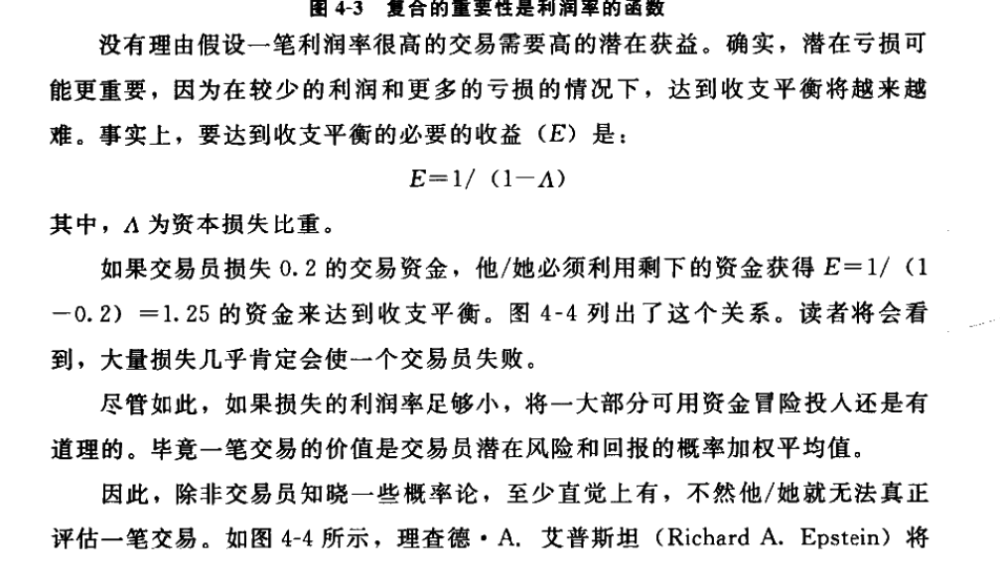 图 4-3 复合的重要性是利润率的函数
没有理由假设一笔利润率很高的交易需要高的潜在获益。确实，潜在亏损可
能更重要，因为在较少的利润和更多的亏损的情况下，达到收支平衡将越来越
难。事实上，要达到收支平衡的必要的收益（E）是：
E=1/（1-Λ）
其中，Λ 为资本损失比重。
如果交易员损失 0.2 的交易资金，他/她必须利用剩下的资金获得 E=1/（1
-0.2）=1.25 的资金来达到收支平衡。图 4-4 列出了这个关系。读者将会看
到，大量损失几乎肯定会使一个交易员失败。
尽管如此，如果损失的利润率足够小，将一大部分可用资金冒险投人还是有
道理的。毕竟一笔交易的价值是交易员潜在风险和回报的概率加权平均值。
因此，除非交易员知晓一些概率论，至少直觉上有，不然他/她就无法真正
评估一笔交易。如图 4-4 所示，理查德·A. 艾普斯坦（Richard A. Epstein）将